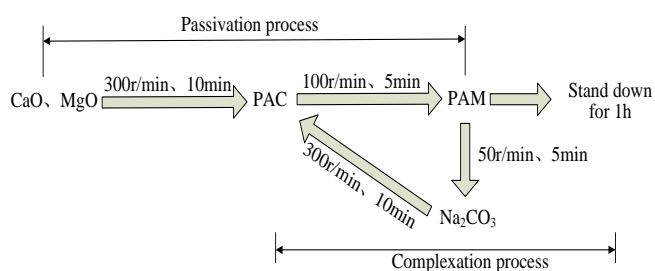 Passivation process
300r/min、10min
100r/min、5min
CaO、MgO
PAC
PAM
Stand down
for 1h
50r/min、5min
300r/min、10min
Na₂CO₃
Complexation process